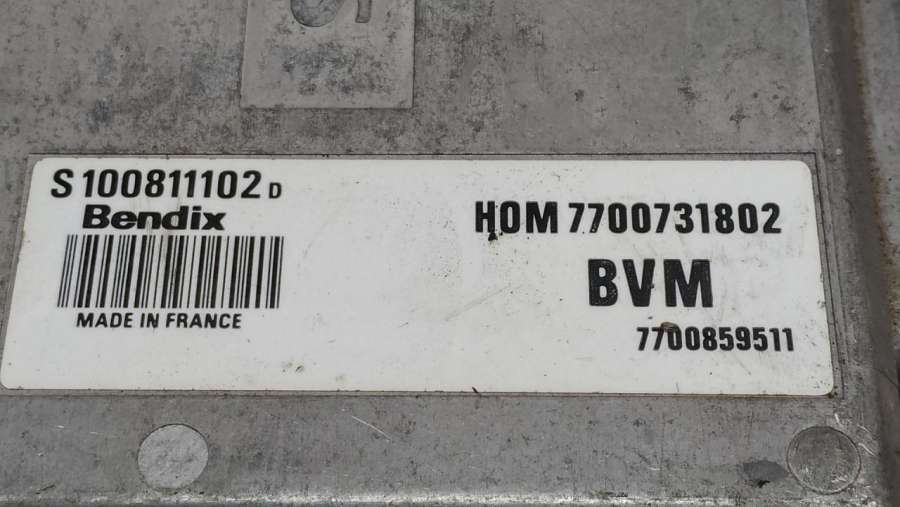 S 100811102 D
Bendix
MADE IN FRANCE
HOM 7700731802
BVM
7700859511